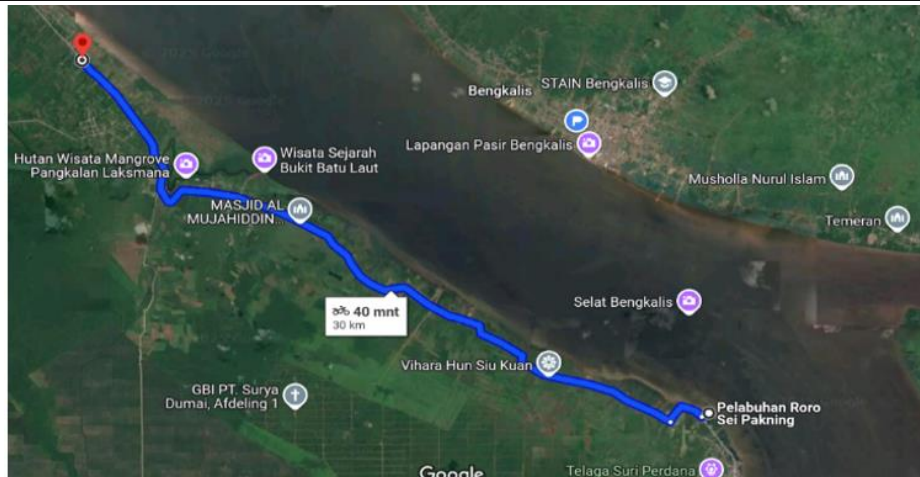 STAIN Bengkalis
Bengkalis
Lapangan Pasir Bengkalis
Hutan Wisata Mangrove
Pangkalan Laksmana
Wisata Sejarah
Bukit Batu Laut
Musholla Nurul Islam
MASJID AL
MUJAHIDDIN...
Temeran
40 mnt
30 km
Selat Bengkalis
Vihara Hun Siu Kuan
GBI PT. Surya
Dumai, Afdeling 1
Pelabuhan Roro
Sei Pakning
Telaga Suri Perdana
Google